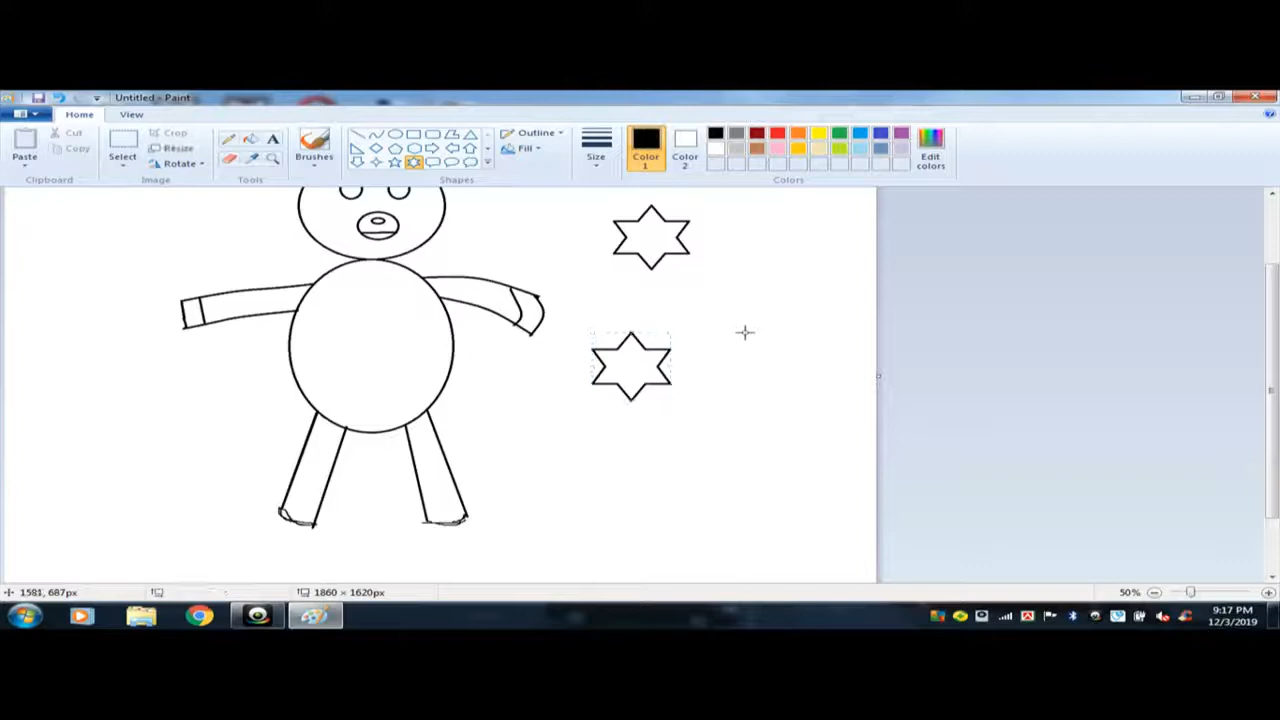 Untitled - Paint
Home View
Paste
Cut
Copy
Select
Crop
Resize
Rotate
A
Brushes
Outline
Fill
Size
Color 1
Color 2
Edit colors
Clipboard Image Tools Shapes Colors
1581, 687px
1860 × 1620px
50%
9:17 PM
12/3/2019